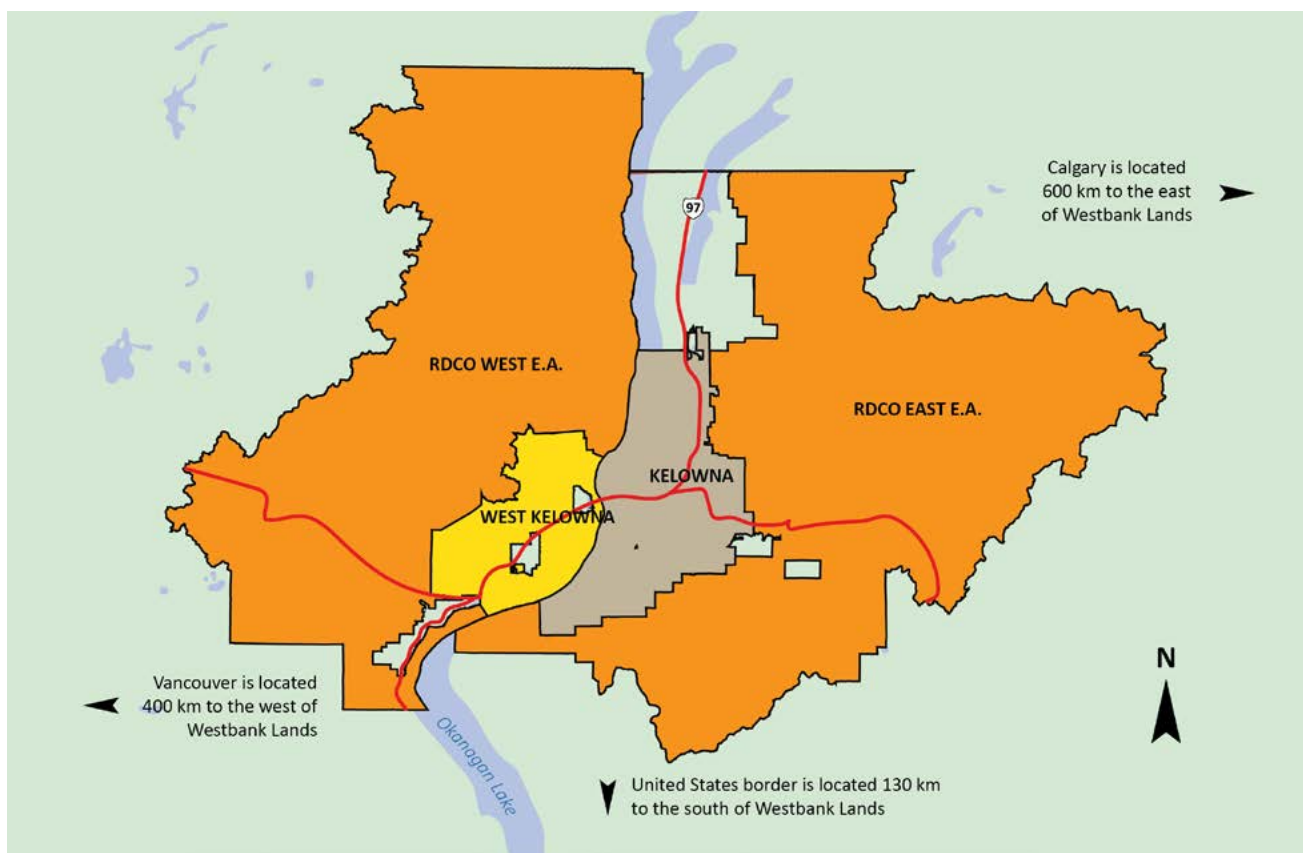 Calgary is located
600 km to the east
of Westbank Lands
97
RDCO WEST E.A.
RDCO EAST E.A.
KELOWNA
WEST KELOWNA
N
Vancouver is located
400 km to the west of
Westbank Lands
Okanagan Lake
United States border is located 130 km
to the south of Westbank Lands